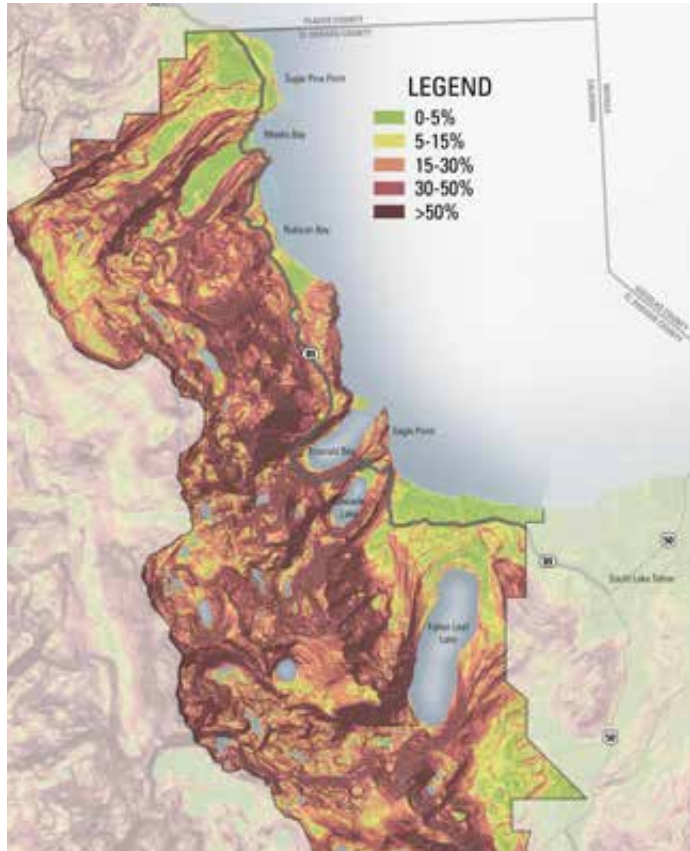 PLACER COUNTY
EL DORADO COUNTY
Sugar Pine Point
LEGEND
0-5%
5-15%
15-30%
30-50%
>50%
CALIFORNIA
NEVADA
Meeks Bay
Rubicon Bay
DOUGLAS COUNTY
EL DORADO COUNTY
89
Eagle Point
Emerald Bay
Cascade
Lake
50
89
South Lake Tahoe
Fallen Leaf
Lake
50